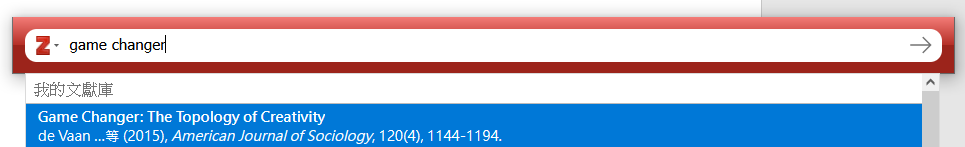 Z game changer
我的文獻庫
Game Changer: The Topology of Creativity
de Vaan ...等 (2015), American Journal of Sociology, 120(4), 1144-1194.